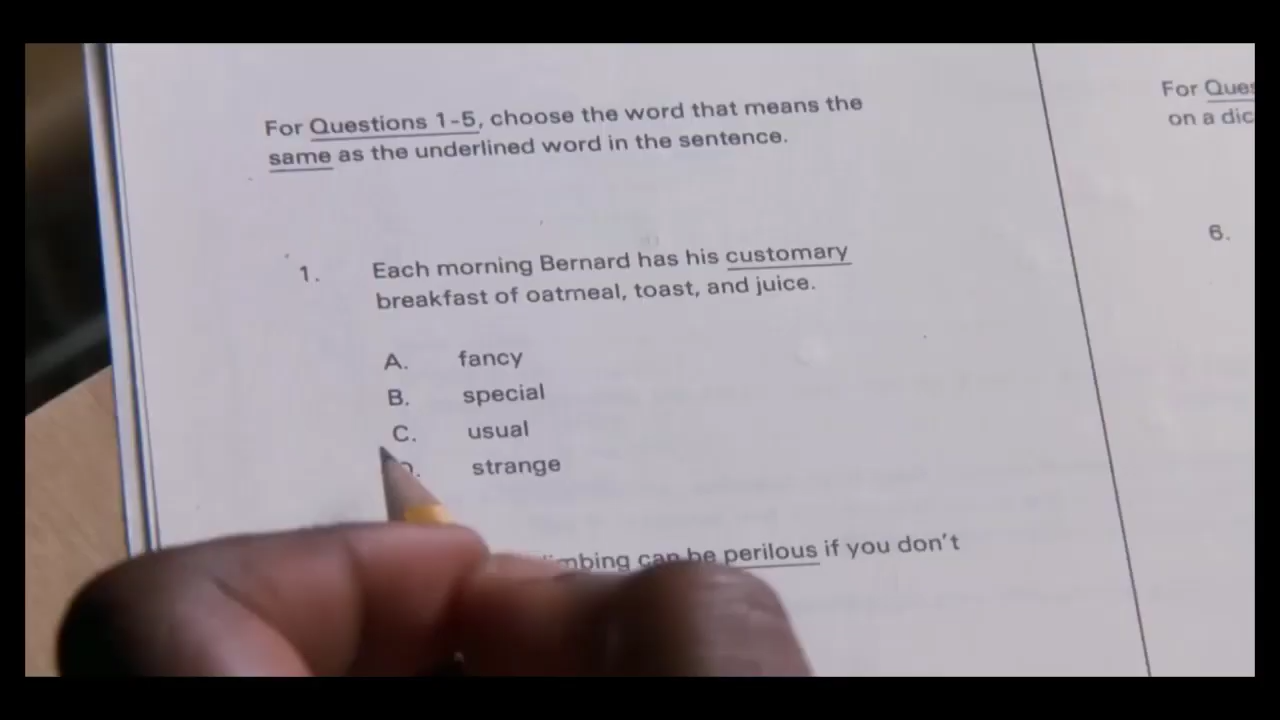 For Questions 1-5, choose the word that means the
same as the underlined word in the sentence.
1. Each morning Bernard has his customary
breakfast of oatmeal, toast, and juice.
A. fancy
B. special
C. usual
D. strange
can be perilous if you don't
For
on a
6.